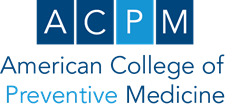 ACPM
American College of
Preventive Medicine